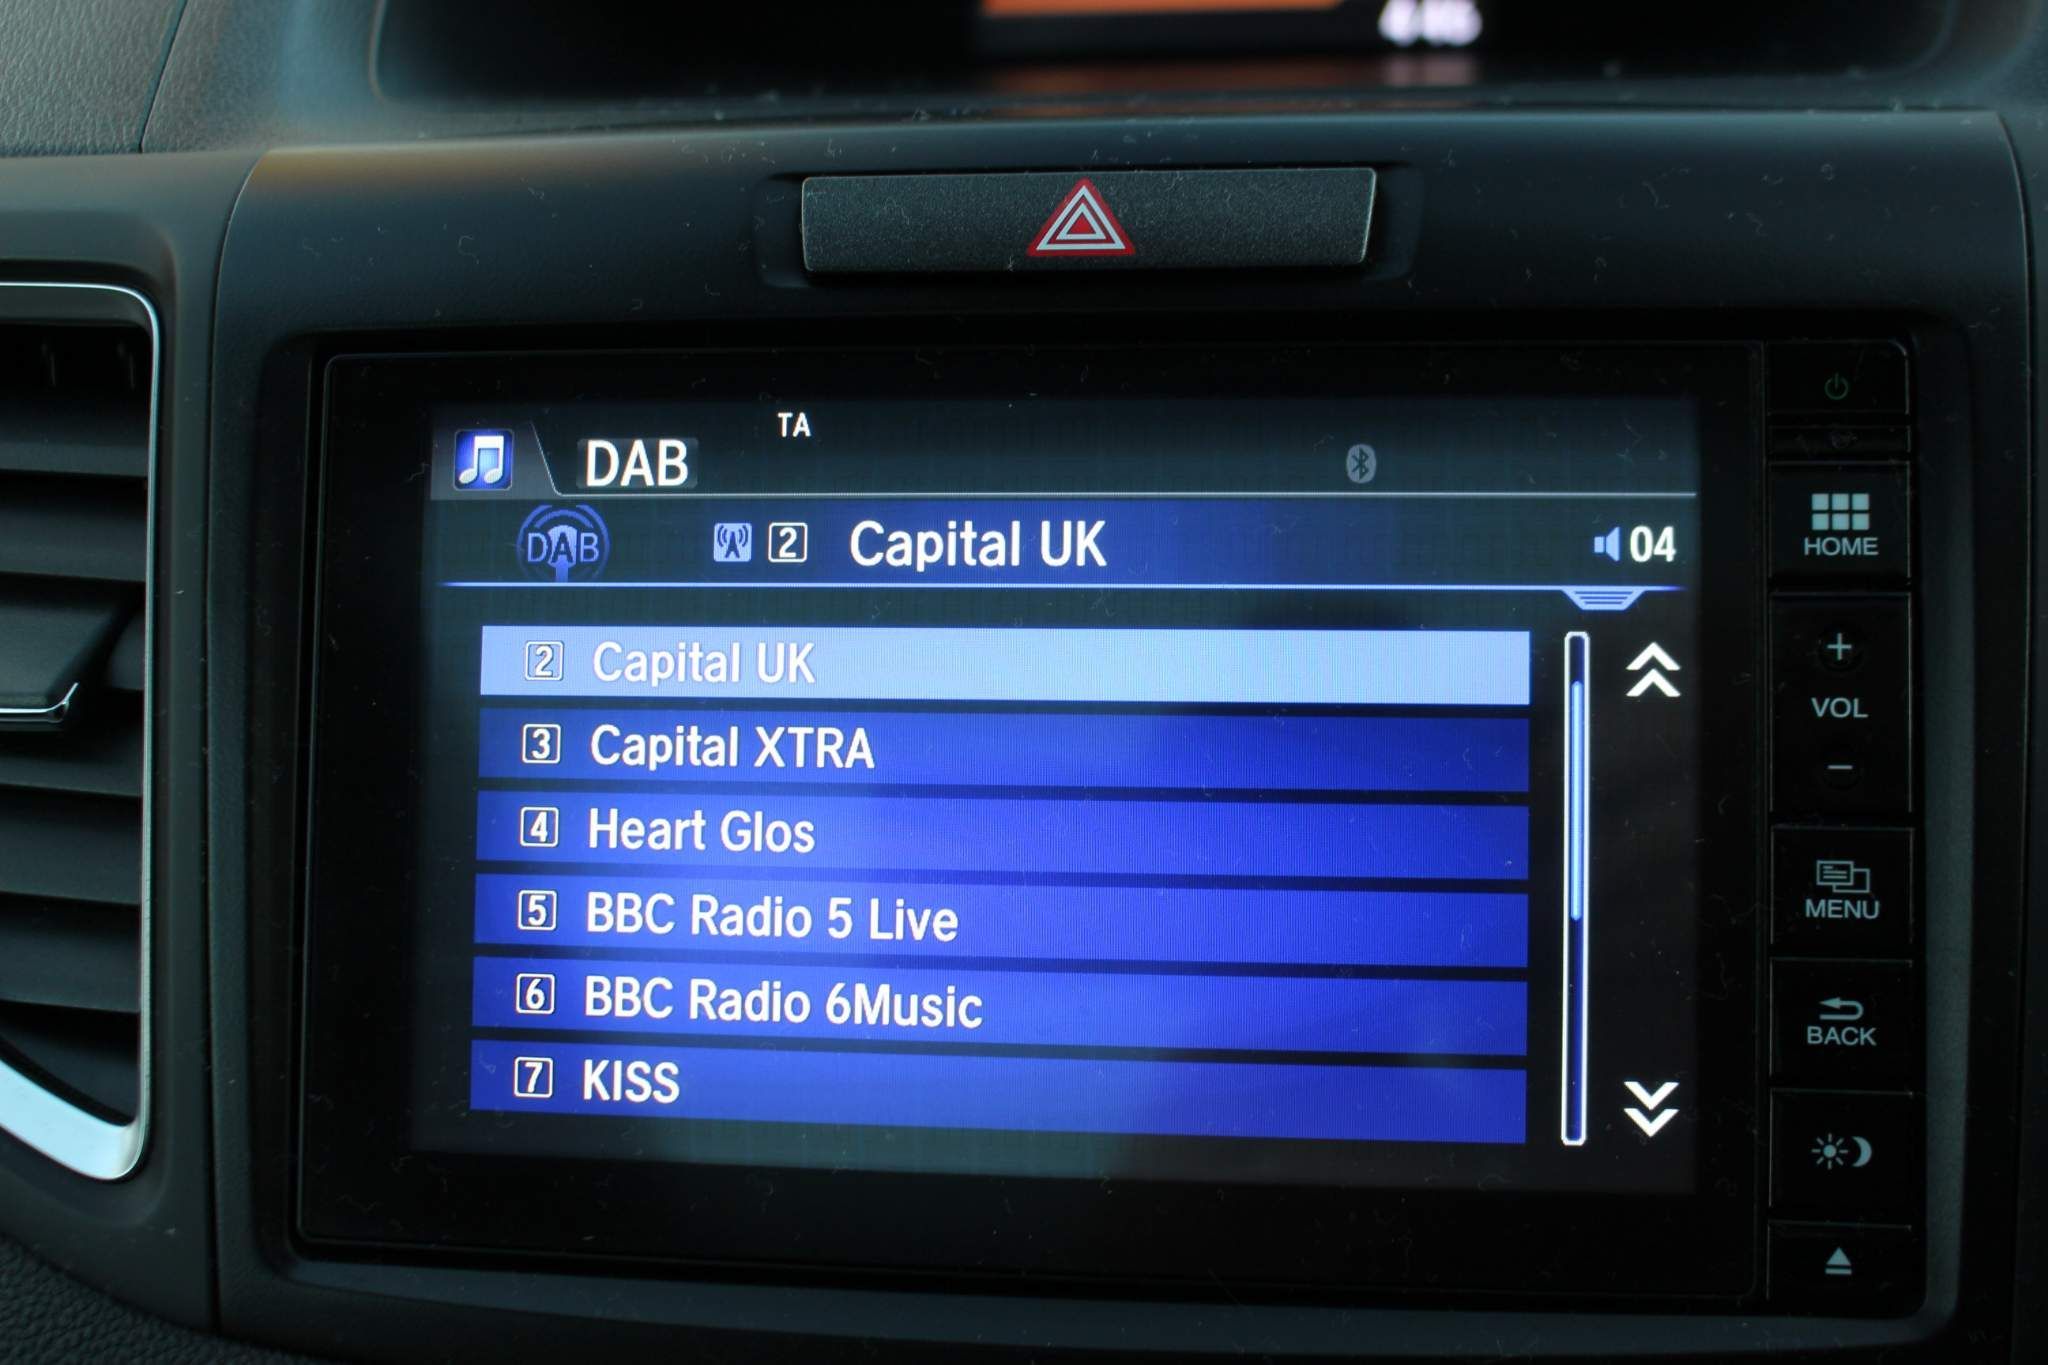 TA
DAB
DAB 2 Capital UK 04
2 Capital UK
3 Capital XTRA
4 Heart Glos
5 BBC Radio 5 Live
6 BBC Radio 6Music
7 KISS
HOME
+
VOL
−
MENU
BACK